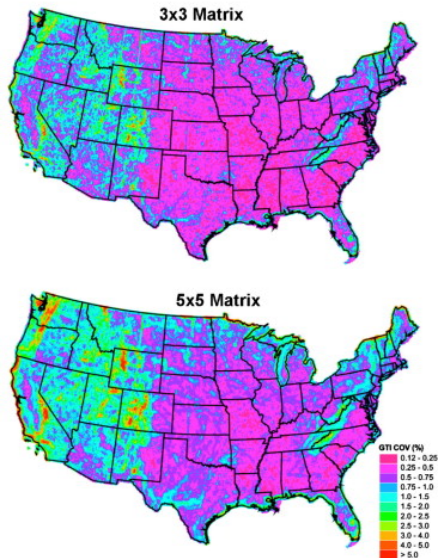 3x3 Matrix
5x5 Matrix
GTI COV (%)
0.12 - 0.25
0.25 - 0.5
0.5 - 0.75
0.75 - 1.0
1.0 - 1.5
1.5 - 2.0
2.0 - 2.5
2.5 - 3.0
3.0 - 4.0
4.0 - 5.0
> 5.0